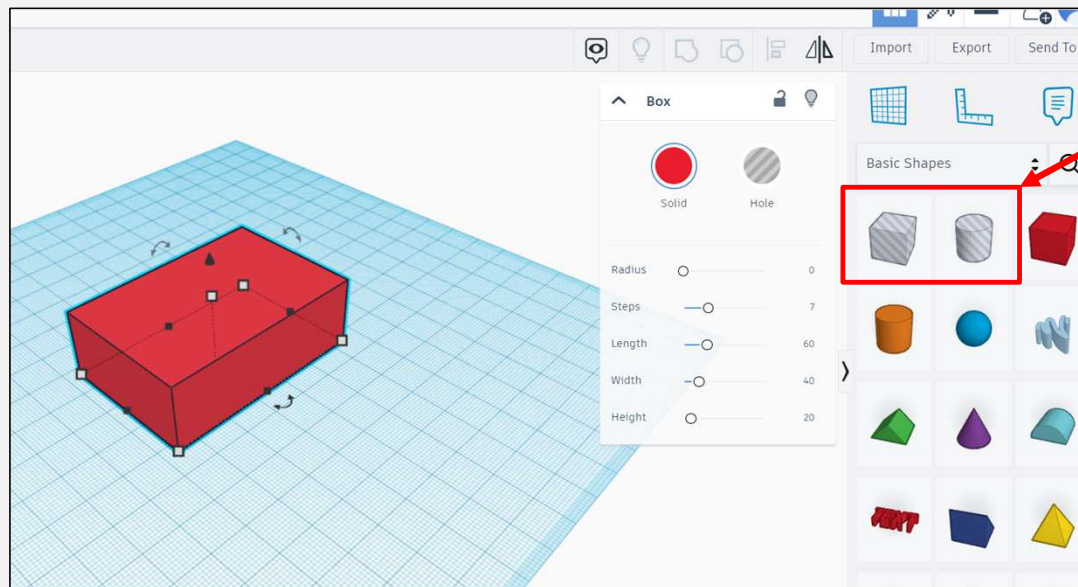 Import Export Send To
Box
Basic Shapes
Solid Hole
Radius 0
Steps 7
Length 60
Width 40
Height 20
TEXT